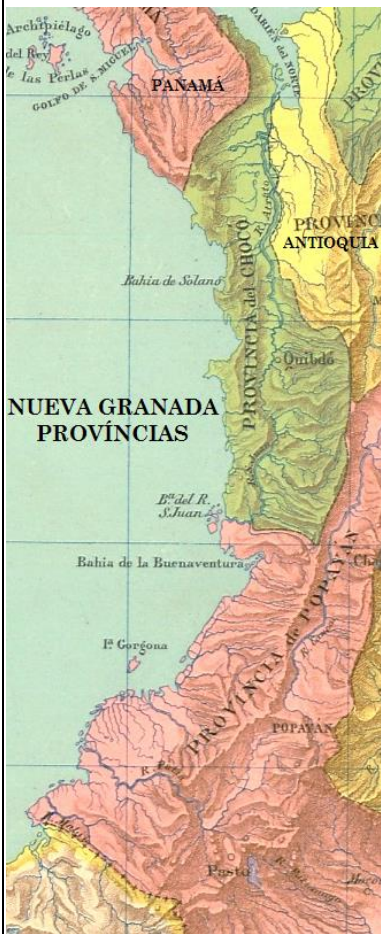 Archipiélago
del Rey
de las Perlas
GOLFO DE S. MIGUEL
DARIEN del NORTE
PANAMÁ
PROVINCIA
ANTIOQUIA
R. Atrato
PROVINCIA del CHOCÓ
Bahia de Solano
Quibdó
NUEVA GRANADA
PROVÍNCIAS
Bª. del R.
S. Juan
Bahia de la Buenaventura
PROVINCIA de POPAYAN
Iª. Gorgona
POPAYAN
Pasto